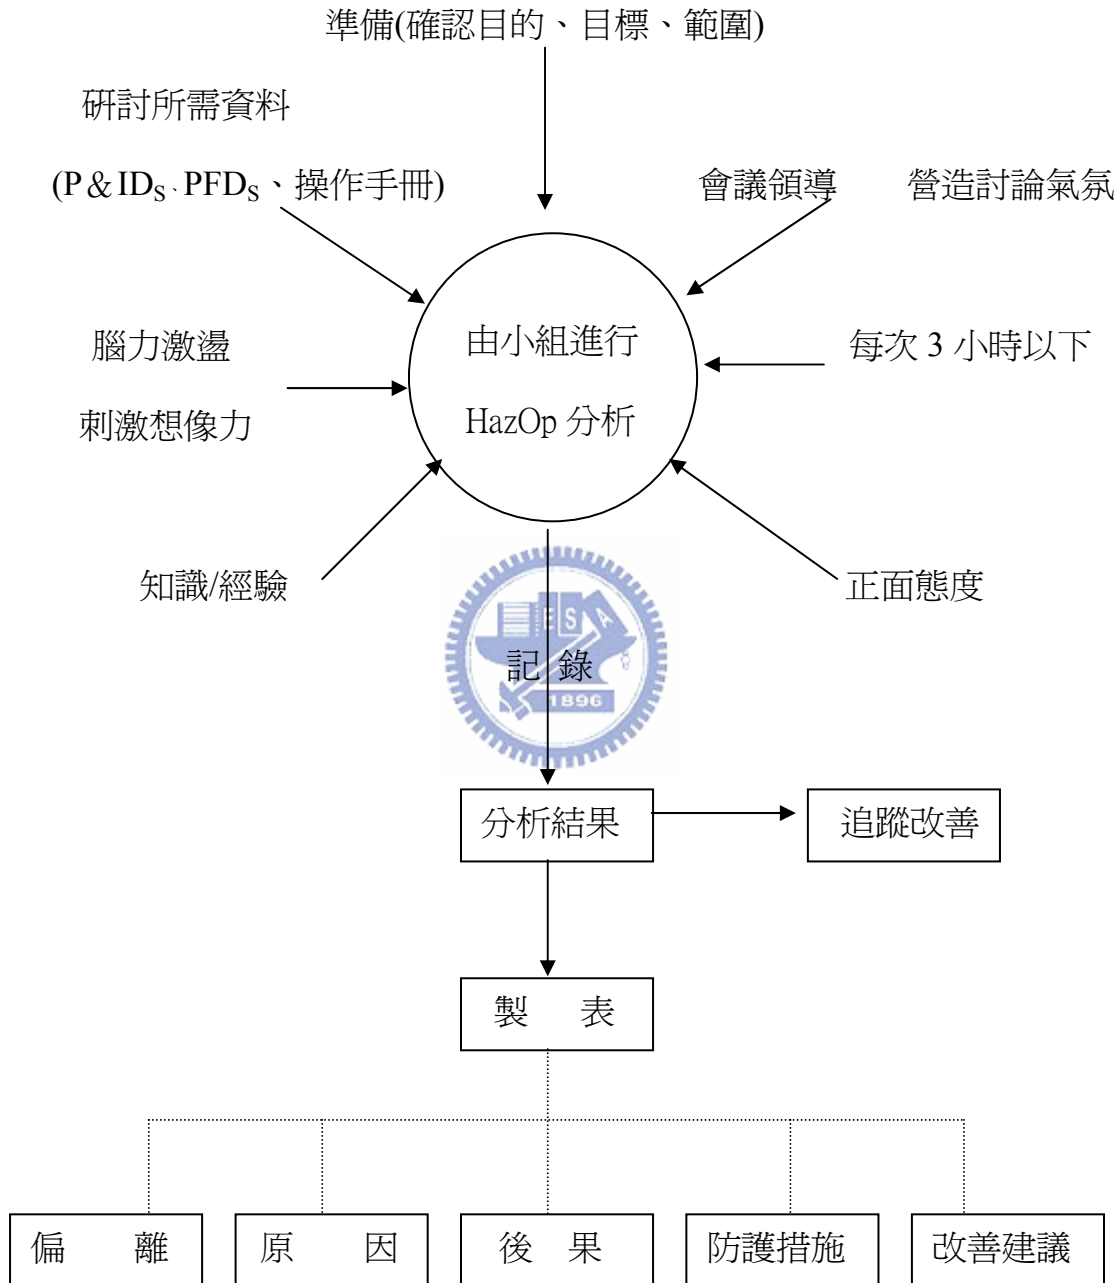 準備(確認目的、目標、範圍)
研討所需資料
(P＆IDS、PFDS、操作手冊)
會議領導 營造討論氣氛
腦力激盪
刺激想像力
由小組進行
HazOp 分析
每次 3 小時以下
知識/經驗
正面態度
E S A
記 錄
1896
分析結果
追蹤改善
製 表
偏 離
原 因
後 果
防護措施
改善建議